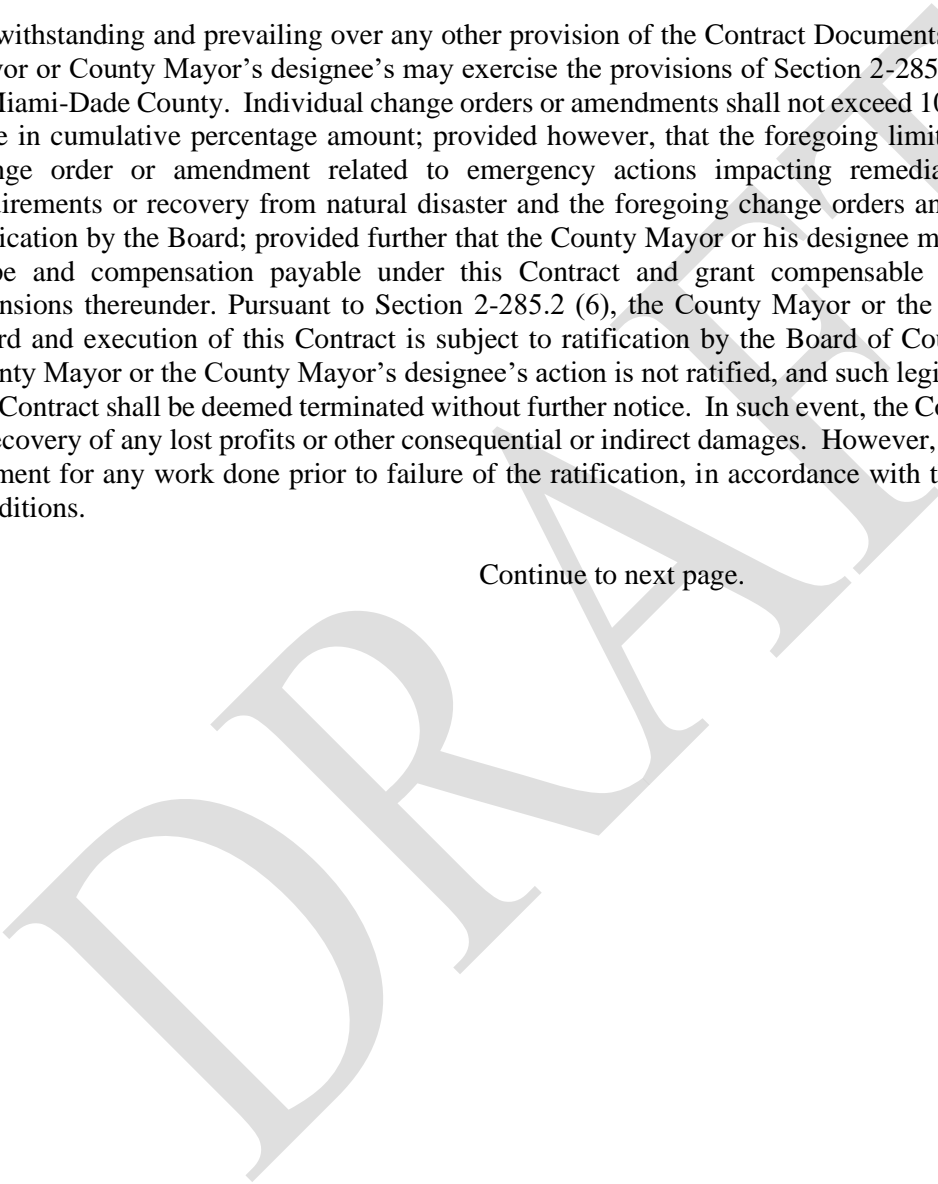 withstanding and prevailing over any other provision of the Contract Documents
or or County Mayor's designee's may exercise the provisions of Section 2-285
Miami-Dade County. Individual change orders or amendments shall not exceed 10
e in cumulative percentage amount; provided however, that the foregoing limit
nge order or amendment related to emergency actions impacting remedia
irements or recovery from natural disaster and the foregoing change orders an
ication by the Board; provided further that the County Mayor or his designee m
e and compensation payable under this Contract and grant compensable
nsions thereunder. Pursuant to Section 2-285.2 (6), the County Mayor or the
rd and execution of this Contract is subject to ratification by the Board of Cou
nty Mayor or the County Mayor's designee's action is not ratified, and such legi
Contract shall be deemed terminated without further notice. In such event, the Co
ecovery of any lost profits or other consequential or indirect damages. However,
ment for any work done prior to failure of the ratification, in accordance with t
ditions.
Continue to next page.
DRAFT